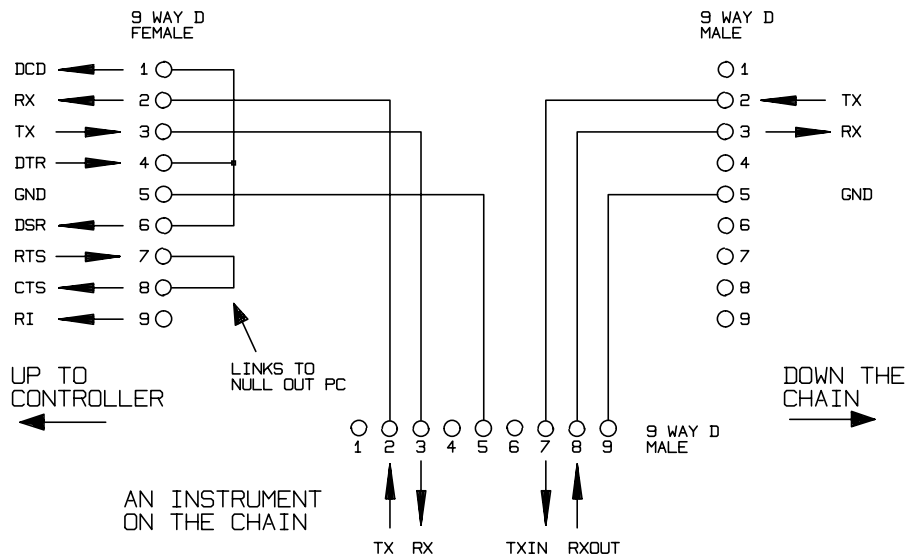 9 WAY D
FEMALE
9 WAY D
MALE
DCD 1
RX 2
TX 3
DTR 4
GND 5
DSR 6
RTS 7
CTS 8
RI 9
1
2 TX
3 RX
4
5 GND
6
7
8
9
LINKS TO
NULL OUT PC
UP TO
CONTROLLER
DOWN THE
CHAIN
1 2 3 4 5 6 7 8 9
9 WAY D
MALE
AN INSTRUMENT
ON THE CHAIN
TX RX TXIN RXOUT